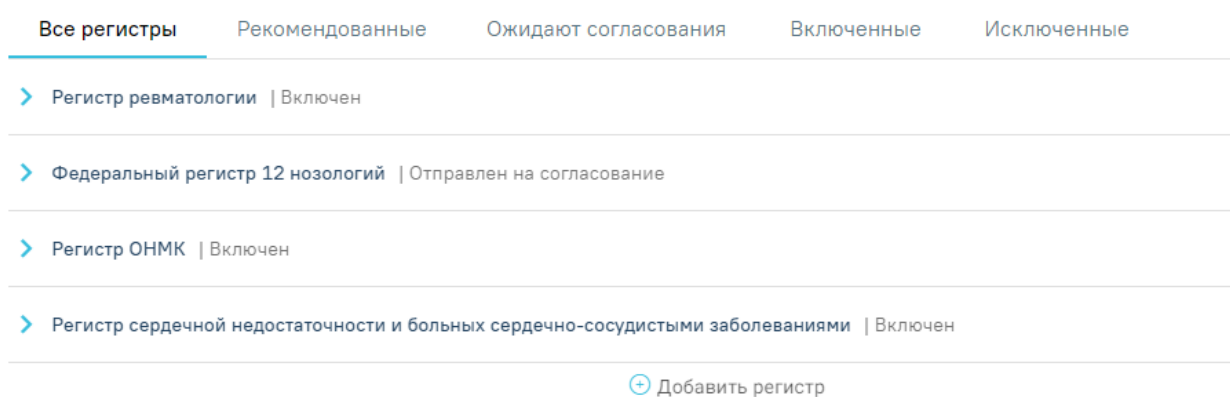 Все регистры Рекомендованные Ожидают согласования Включенные Исключенные
Регистр ревматологии | Включен
Федеральный регистр 12 нозологий | Отправлен на согласование
Регистр ОНМК | Включен
Регистр сердечной недостаточности и больных сердечно-сосудистыми заболеваниями | Включен
Добавить регистр